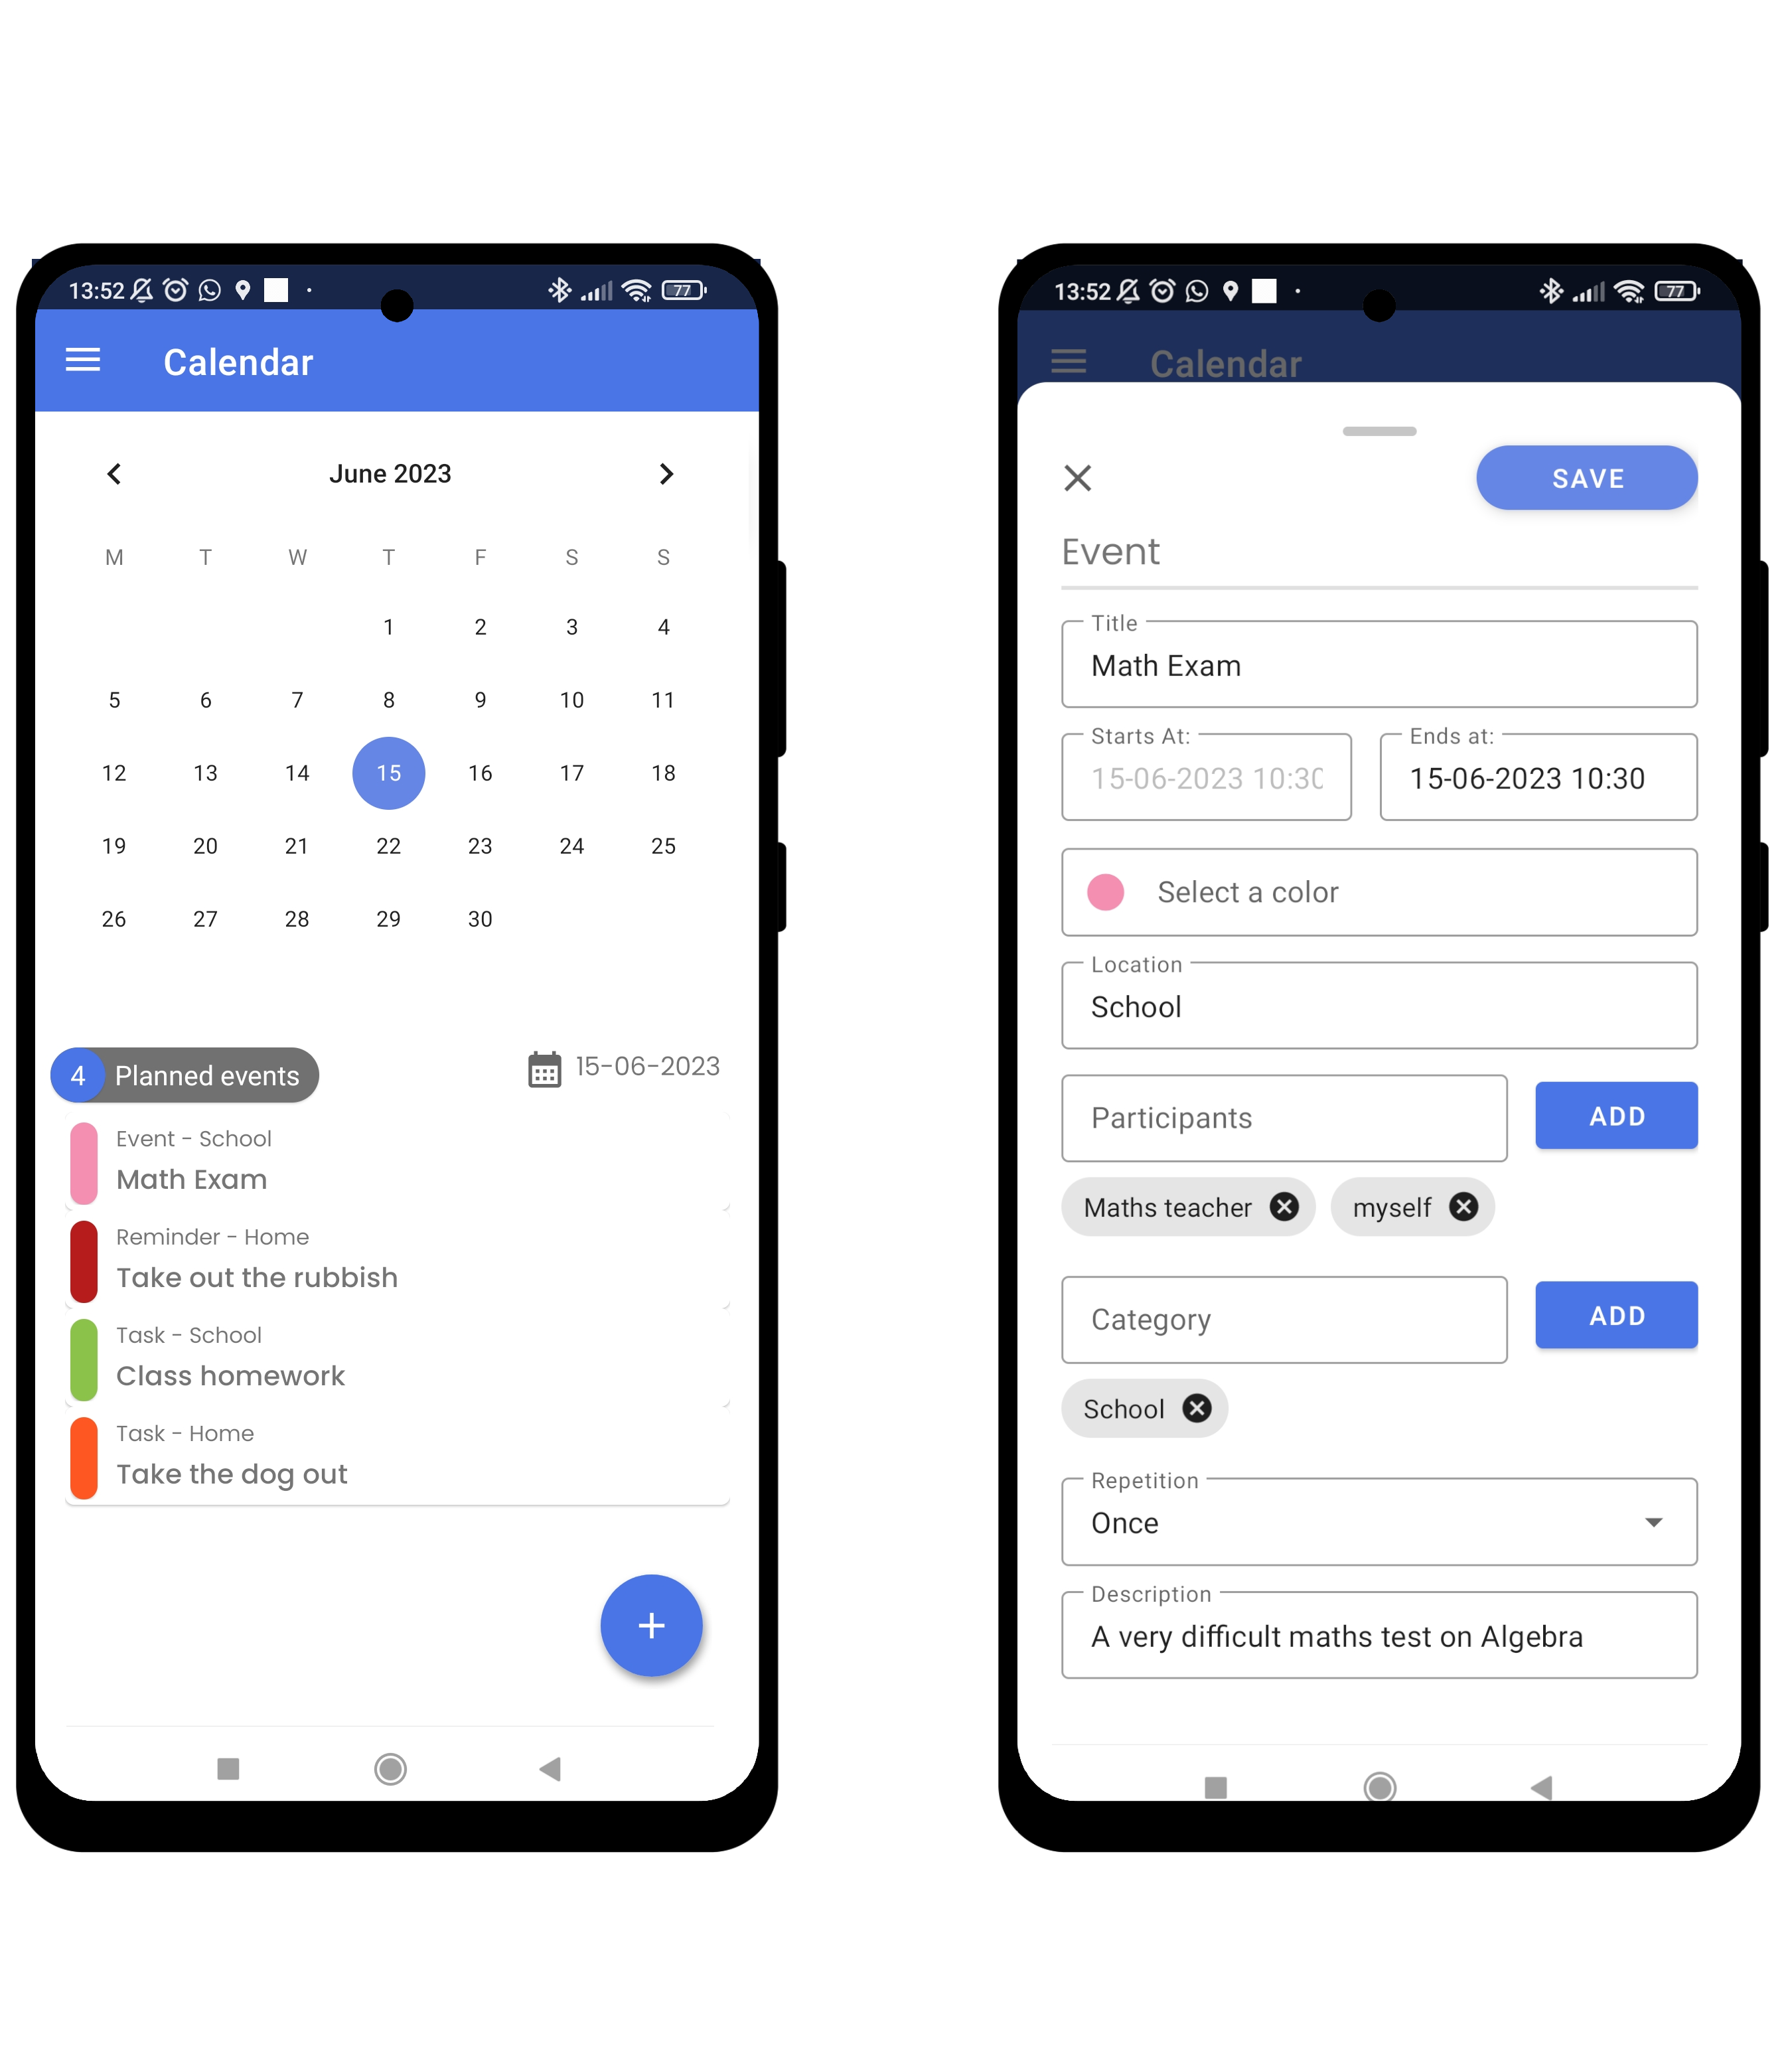 13:52
77
Calendar
June 2023
M T W T F S S
1 2 3 4
5 6 7 8 9 10 11
12 13 14 15 16 17 18
19 20 21 22 23 24 25
26 27 28 29 30
4 Planned events
15-06-2023
Event - School
Math Exam
Reminder - Home
Take out the rubbish
Task - School
Class homework
Task - Home
Take the dog out
+
13:52
77
Calendar
SAVE
Event
Title
Math Exam
Starts At:
15-06-2023 10:30
Ends at:
15-06-2023 10:30
Select a color
Location
School
Participants
ADD
Maths teacher
myself
Category
ADD
School
Repetition
Once
Description
A very difficult maths test on Algebra